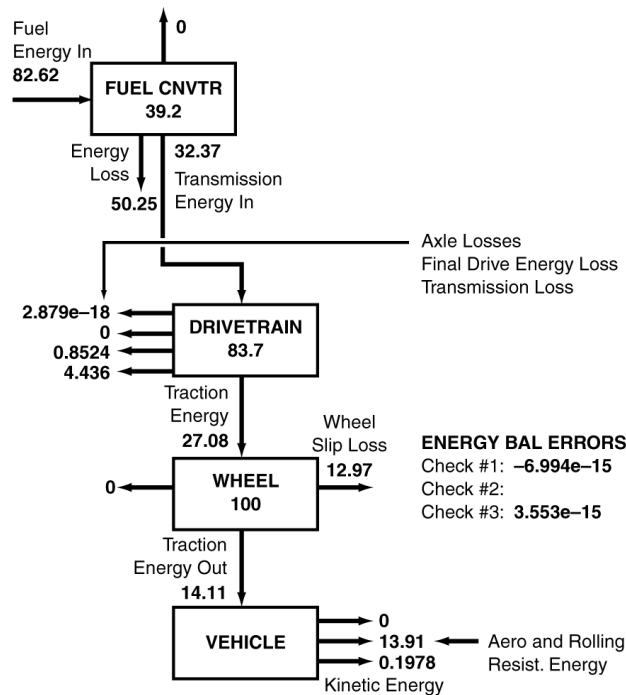 Fuel
Energy In
82.62
0
FUEL CNVTR
39.2
Energy
Loss
50.25
32.37
Transmission
Energy In
Axle Losses
Final Drive Energy Loss
Transmission Loss
2.879e–18
0
0.8524
4.436
DRIVETRAIN
83.7
Traction
Energy
27.08
Wheel
Slip Loss
12.97
0
WHEEL
100
ENERGY BAL ERRORS
Check #1: –6.994e–15
Check #2:
Check #3: 3.553e–15
Traction
Energy Out
14.11
VEHICLE
0
13.91
0.1978
Kinetic Energy
Aero and Rolling
Resist. Energy